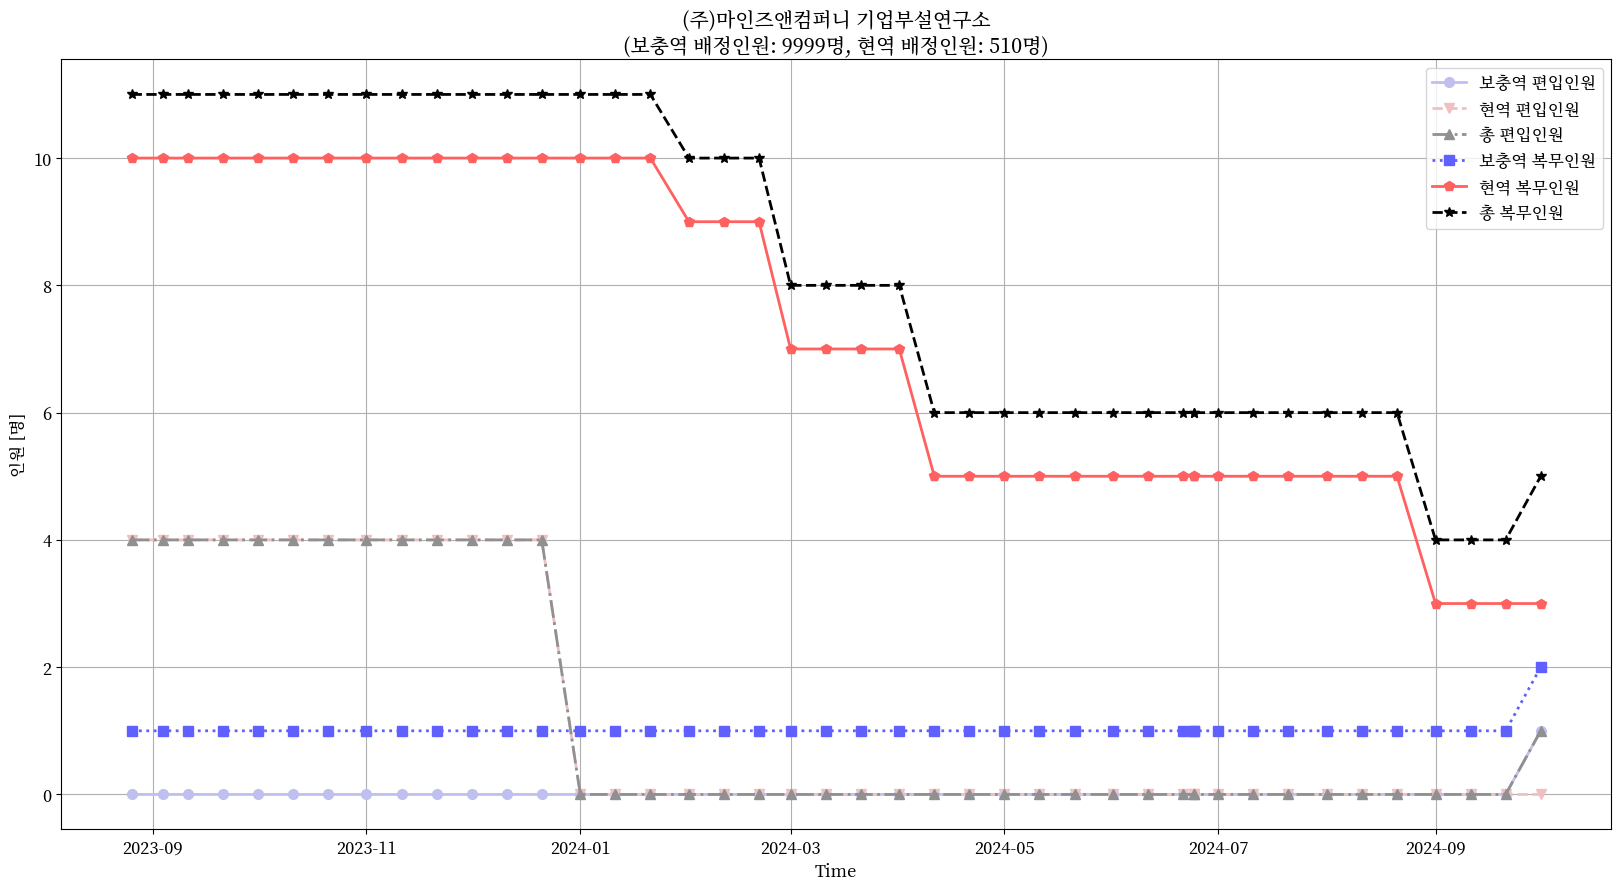 (주)마인즈앤컴퍼니 기업부설연구소
(보충역 배정인원: 9999명, 현역 배정인원: 510명)
보충역 편입인원
현역 편입인원
총 편입인원
보충역 복무인원
현역 복무인원
총 복무인원
10
8
6
4
2
0
인원 [명]
2023-09
2023-11
2024-01
2024-03
2024-05
2024-07
2024-09
Time